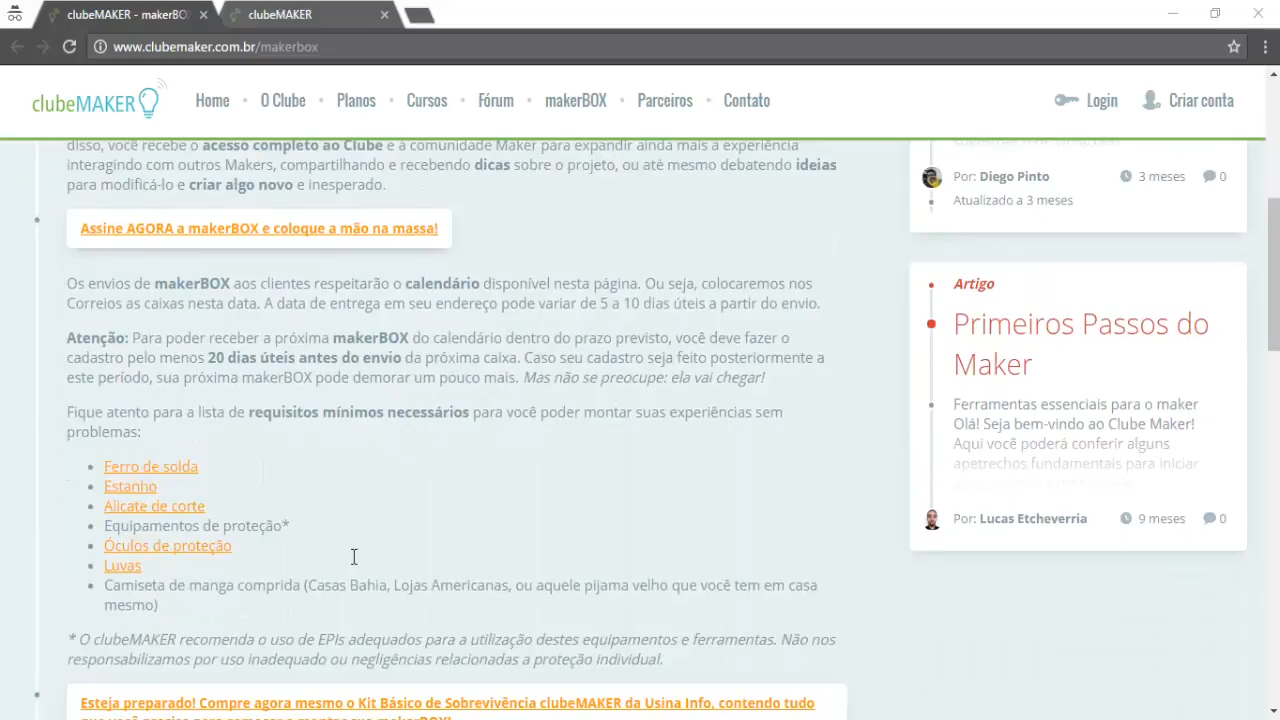 clubeMAKER - makerBO
clubeMAKER
www.clubemaker.com.br/makerbox
clubeMAKER
Home • O Clube • Planos • Cursos • Fórum • makerBOX • Parceiros • Contato
Login
Criar conta
disso, você recebe o acesso completo ao Clube e à comunidade Maker para expandir ainda mais a experiência
interagindo com outros Makers, compartilhando e recebendo dicas sobre o projeto, ou até mesmo debatendo ideias
para modificá-lo e criar algo novo e inesperado.
Assine AGORA a makerBOX e coloque a mão na massa!
Os envios de makerBOX aos clientes respeitarão o calendário disponível nesta página. Ou seja, colocaremos nos
Correios as caixas nesta data. A data de entrega em seu endereço pode variar de 5 a 10 dias úteis a partir do envio.
Atenção: Para poder receber a próxima makerBOX do calendário dentro do prazo previsto, você deve fazer o
cadastro pelo menos 20 dias úteis antes do envio da próxima caixa. Caso seu cadastro seja feito posteriormente a
este período, sua próxima makerBOX pode demorar um pouco mais. Mas não se preocupe: ela vai chegar!
Fique atento para a lista de requisitos mínimos necessários para você poder montar suas experiências sem
problemas:
• Ferro de solda
• Estanho
• Alicate de corte
• Equipamentos de proteção*
• Óculos de proteção
• Luvas
• Camiseta de manga comprida (Casas Bahia, Lojas Americanas, ou aquele pijama velho que você tem em casa
mesmo)
* O clubeMAKER recomenda o uso de EPIs adequados para a utilização destes equipamentos e ferramentas. Não nos
responsabilizamos por uso inadequado ou negligências relacionadas a proteção individual.
Esteja preparado! Compre agora mesmo o Kit Básico de Sobrevivência clubeMAKER da Usina Info, contendo tudo
Por: Diego Pinto
3 meses
0
Atualizado a 3 meses
Artigo
Primeiros Passos do
Maker
Ferramentas essenciais para o maker
Olá! Seja bem-vindo ao Clube Maker!
Aqui você poderá conferir alguns
apetrechos fundamentais para iniciar
Por: Lucas Etcheverria
9 meses
0